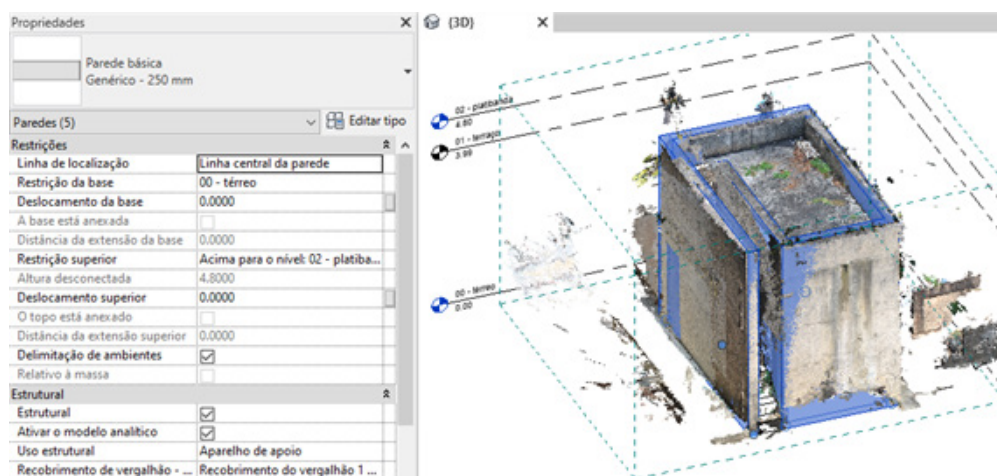 Propriedades
Parede básica
Genérico - 250 mm
Paredes (5)
Editar tipo
Restrições
Linha de localização Linha central da parede
Restrição da base 00 - térreo
Deslocamento da base 0.0000
A base está anexada
Distância da extensão da base 0.0000
Restrição superior Acima para o nível: 02 - platiba...
Altura desconectada 4.8000
Deslocamento superior 0.0000
O topo está anexado
Distância da extensão superior 0.0000
Delimitação de ambientes
Relativo à massa
Estrutural
Estrutural
Ativar o modelo analítico
Uso estrutural Aparelho de apoio
Recobrimento de vergalhão - ... Recobrimento do vergalhão 1 ...
{3D}
02 - platibanda
4.80
01 - terraço
3.99
00 - térreo
0.00